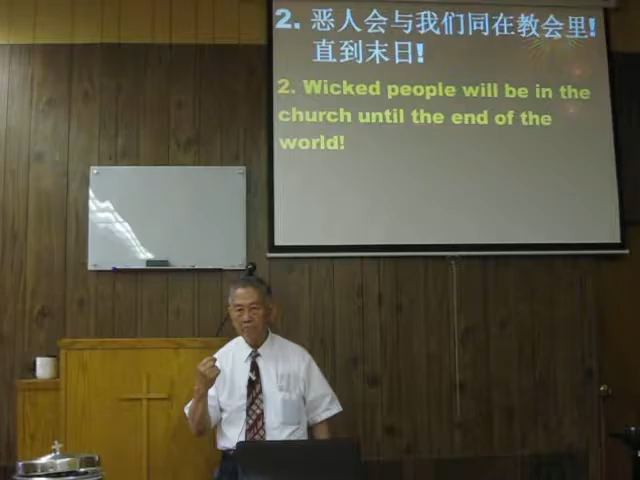 2. 恶人会与我们同在教会里!
直到末日!
2. Wicked people will be in the
church until the end of the
world!